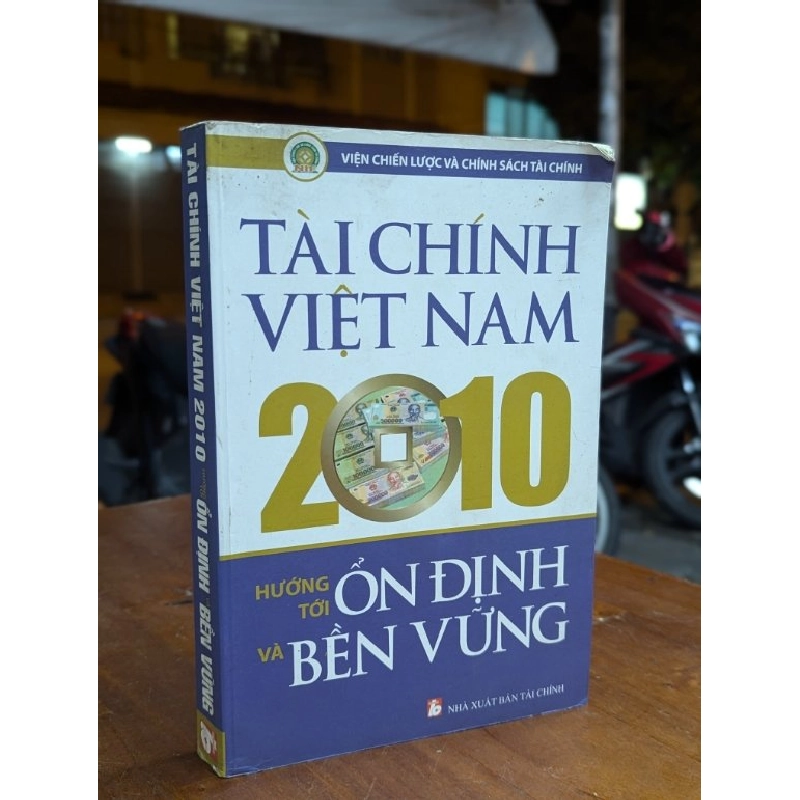 VIỆN CHIẾN LƯỢC VÀ CHÍNH SÁCH TÀI CHÍNH
TÀI CHÍNH
VIỆT NAM
2010
HƯỚNG TỚI ỔN ĐỊNH
VÀ BỀN VỮNG
NHÀ XUẤT BẢN TÀI CHÍNH
TÀI CHÍNH VIỆT NAM 2010 ỔN ĐỊNH BỀN VỮNG